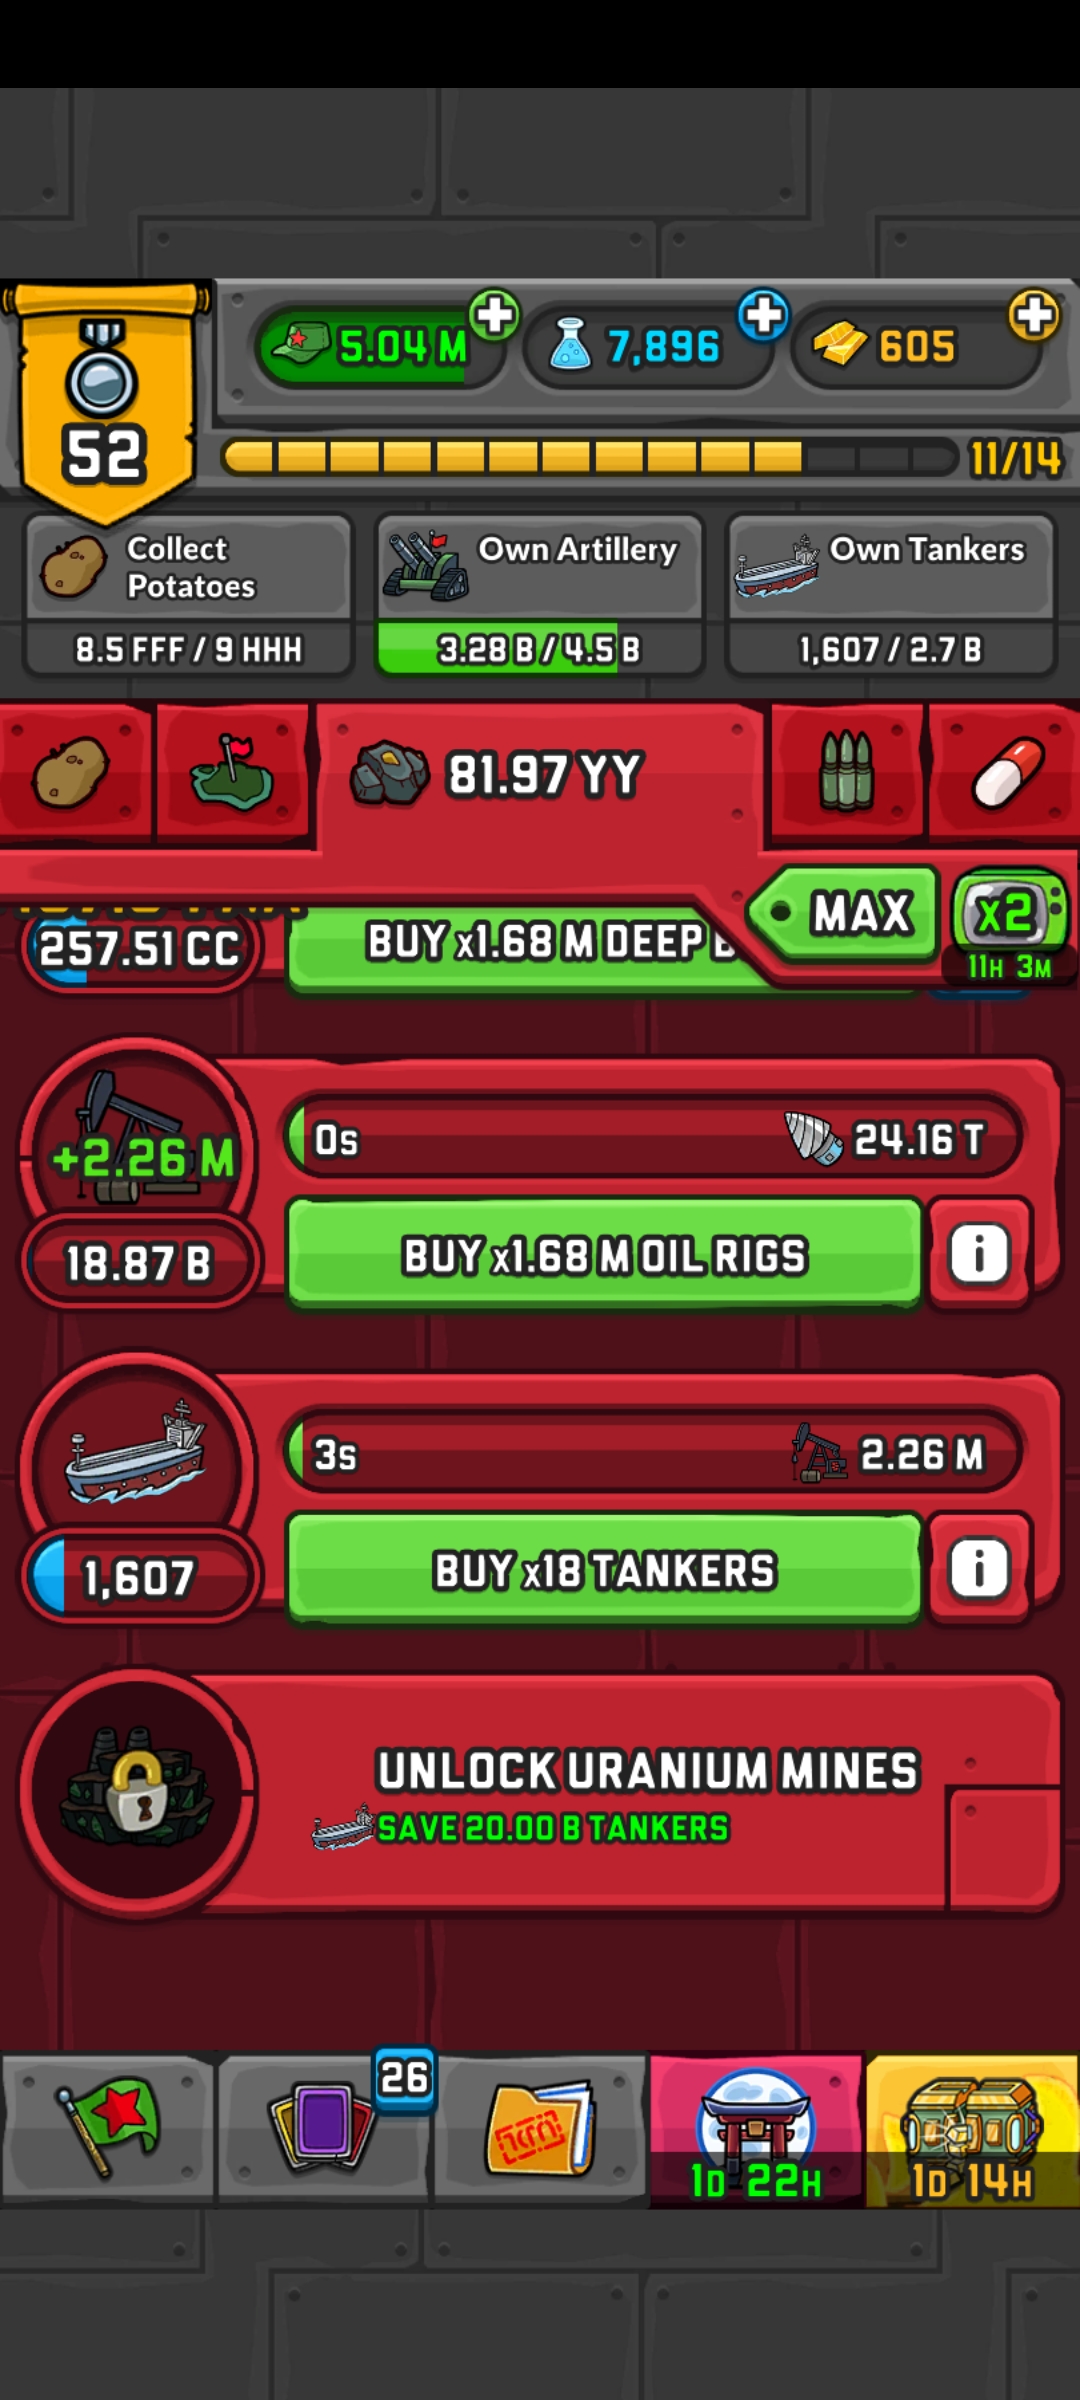 5.04 M
7,896
605
52
11/14
Collect
Potatoes
Own Artillery
Own Tankers
8.5 FFF / 9 HHH
3.28 B / 4.5 B
1,607 / 2.7 B
81.97 YY
MAX
x2
11H 3M
257.51 CC
BUY x1.68 M DEEP
+2.26 M
0s
24.16 T
18.87 B
BUY x1.68 M OIL RIGS
i
3s
2.26 M
1,607
BUY x18 TANKERS
i
UNLOCK URANIUM MINES
SAVE 20.00 B TANKERS
26
1D 22H
1D 14H